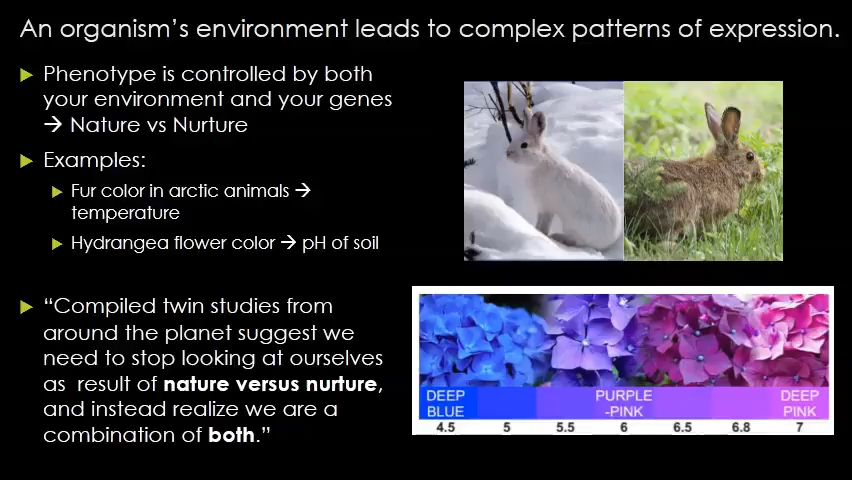 An organism’s environment leads to complex patterns of expression.
Phenotype is controlled by both
your environment and your genes
→ Nature vs Nurture
Examples:
Fur color in arctic animals →
temperature
Hydrangea flower color → pH of soil
“Compiled twin studies from
around the planet suggest we
need to stop looking at ourselves
as result of nature versus nurture,
and instead realize we are a
combination of both.”
DEEP BLUE
PURPLE -PINK
DEEP PINK
4.5 5 5.5 6 6.5 6.8 7